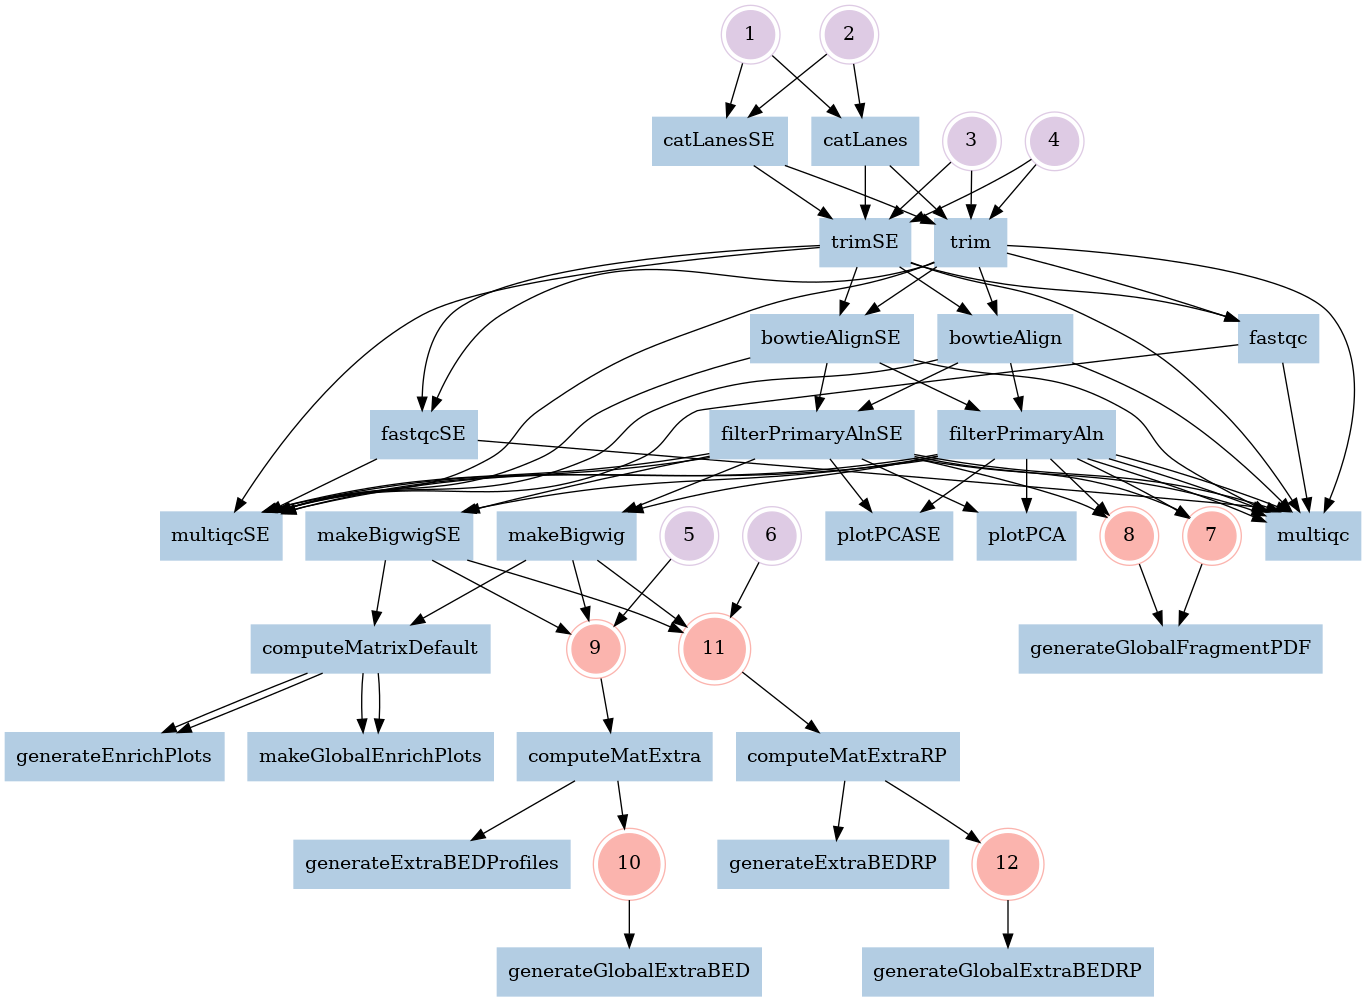 1
2
catLanesSE
catLanes
3
4
trimSE
trim
bowtieAlignSE
bowtieAlign
fastqc
fastqcSE
filterPrimaryAlnSE
filterPrimaryAln
multiqcSE
makeBigwigSE
makeBigwig
5
6
plotPCASE
plotPCA
8
7
multiqc
computeMatrixDefault
9
11
generateGlobalFragmentPDF
generateEnrichPlots
makeGlobalEnrichPlots
computeMatExtra
computeMatExtraRP
generateExtraBEDProfiles
10
generateExtraBEDRP
12
generateGlobalExtraBED
generateGlobalExtraBEDRP